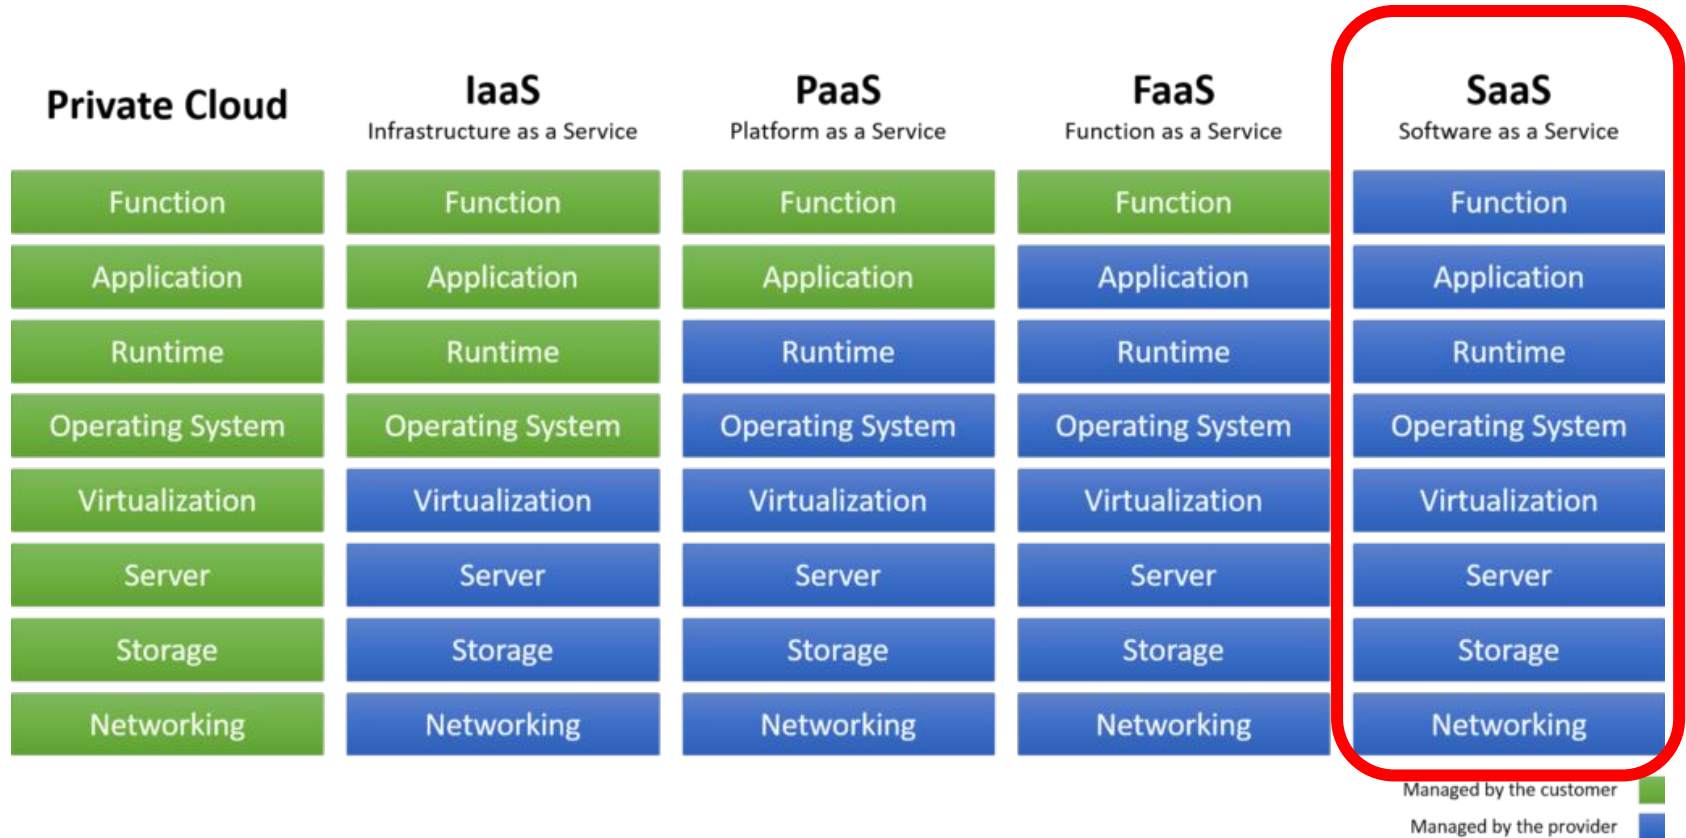 Private Cloud
IaaS
Infrastructure as a Service
PaaS
Platform as a Service
FaaS
Function as a Service
SaaS
Software as a Service
Function Function Function Function Function
Application Application Application Application Application
Runtime Runtime Runtime Runtime Runtime
Operating System Operating System Operating System Operating System Operating System
Virtualization Virtualization Virtualization Virtualization Virtualization
Server Server Server Server Server
Storage Storage Storage Storage Storage
Networking Networking Networking Networking Networking
Managed by the customer
Managed by the provider